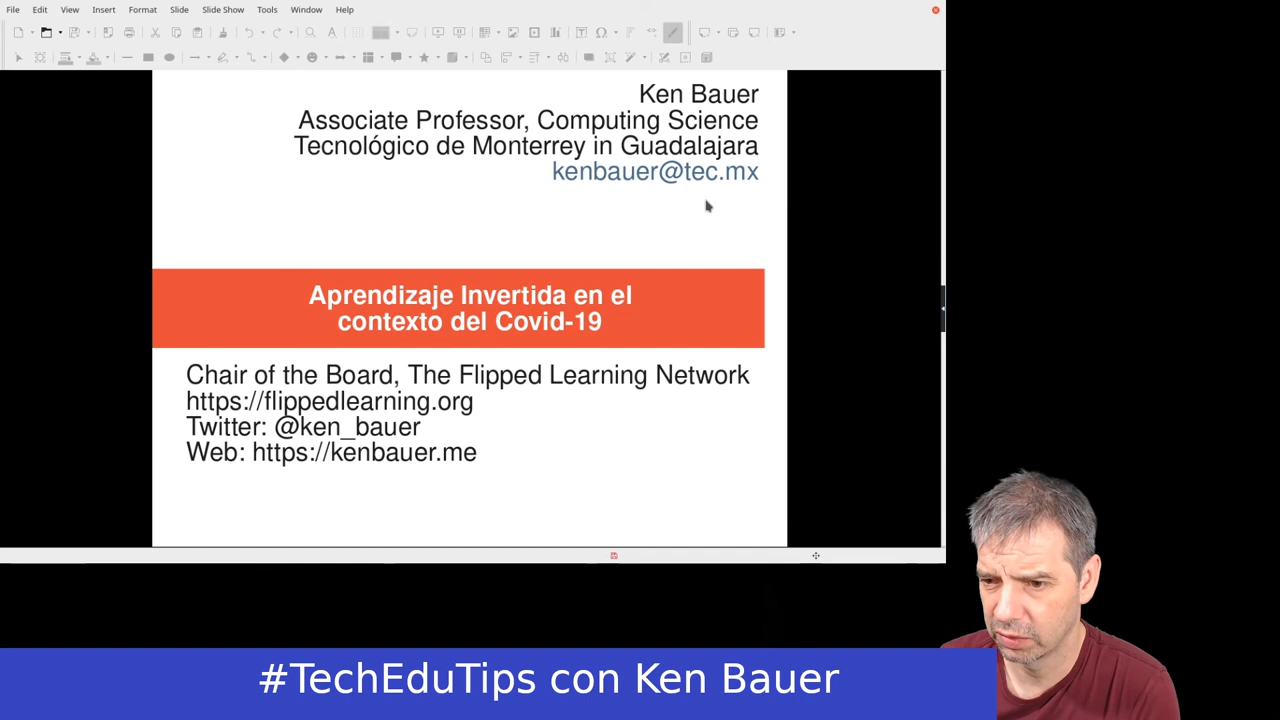 File Edit View Insert Format Slide Slide Show Tools Window Help
Ken Bauer
Associate Professor, Computing Science
Tecnológico de Monterrey in Guadalajara
kenbauer@tec.mx
Aprendizaje Invertida en el
contexto del Covid-19
Chair of the Board, The Flipped Learning Network
https://flippedlearning.org
Twitter: @ken_bauer
Web: https://kenbauer.me
#TechEduTips con Ken Bauer